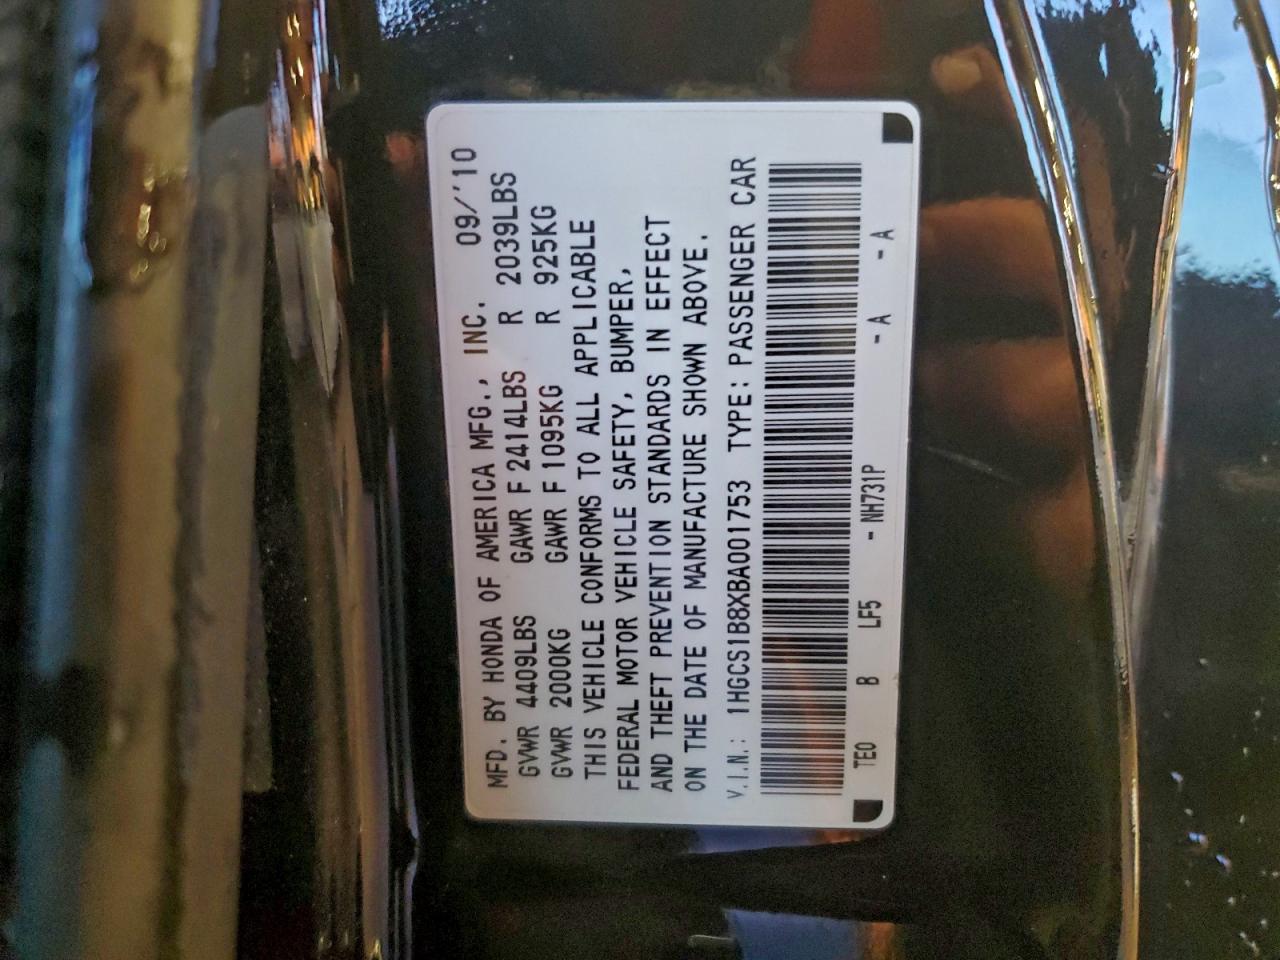 MFD. BY HONDA OF AMERICA MFG., INC. 09/'10
GVWR 4409LBS GAWR F 2414LBS R 2039LBS
GVWR 2000KG GAWR F 1095KG R 925KG
THIS VEHICLE CONFORMS TO ALL APPLICABLE
FEDERAL MOTOR VEHICLE SAFETY, BUMPER,
AND THEFT PREVENTION STANDARDS IN EFFECT
ON THE DATE OF MANUFACTURE SHOWN ABOVE.
V.I.N.: 1HGCS1B8XBA001753 TYPE: PASSENGER CAR
TE0 B LF5 - NH731P - A - A